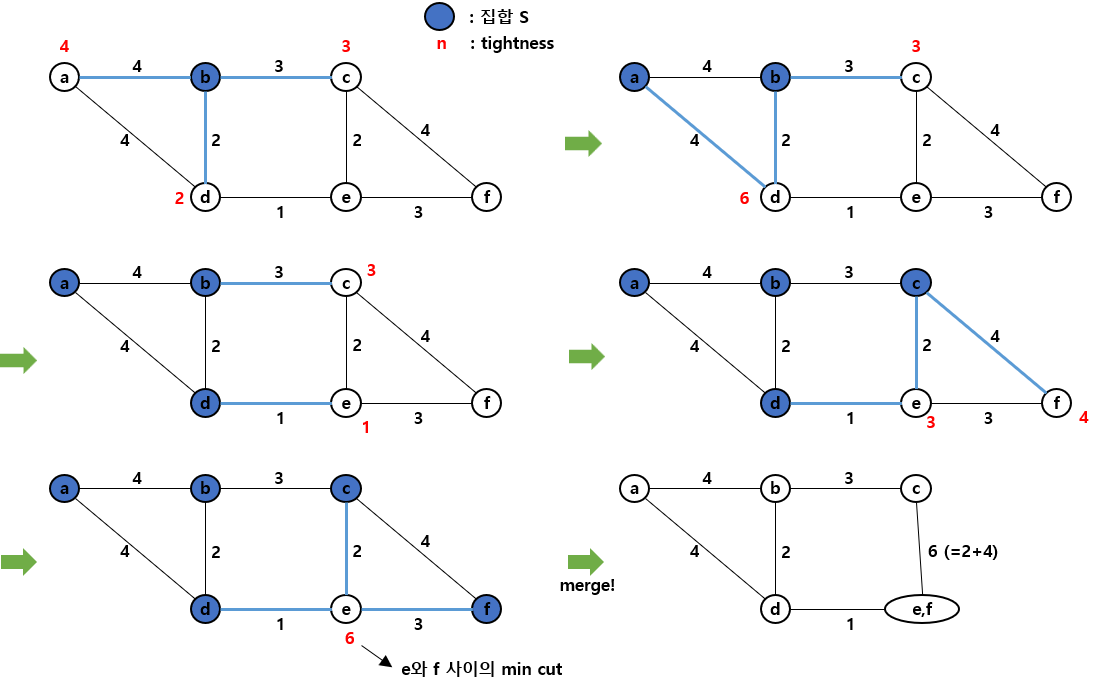 : 집합 S
n : tightness
4 3
a 4 b 3 c
4 2 2 4
2 d 1 e 3 f
3
a 4 b 3 c
4 2 2 4
6 d 1 e 3 f
a 4 b 3 c 3
4 2 2 4
d 1 e 1 3 f
a 4 b 3 c
4 2 2 4
d 1 e 3 3 f 4
a 4 b 3 c
4 2 2 4
d 1 e 3 f
6
e와 f 사이의 min cut
merge!
a 4 b 3 c
4 2 6 (=2+4)
d 1 e,f